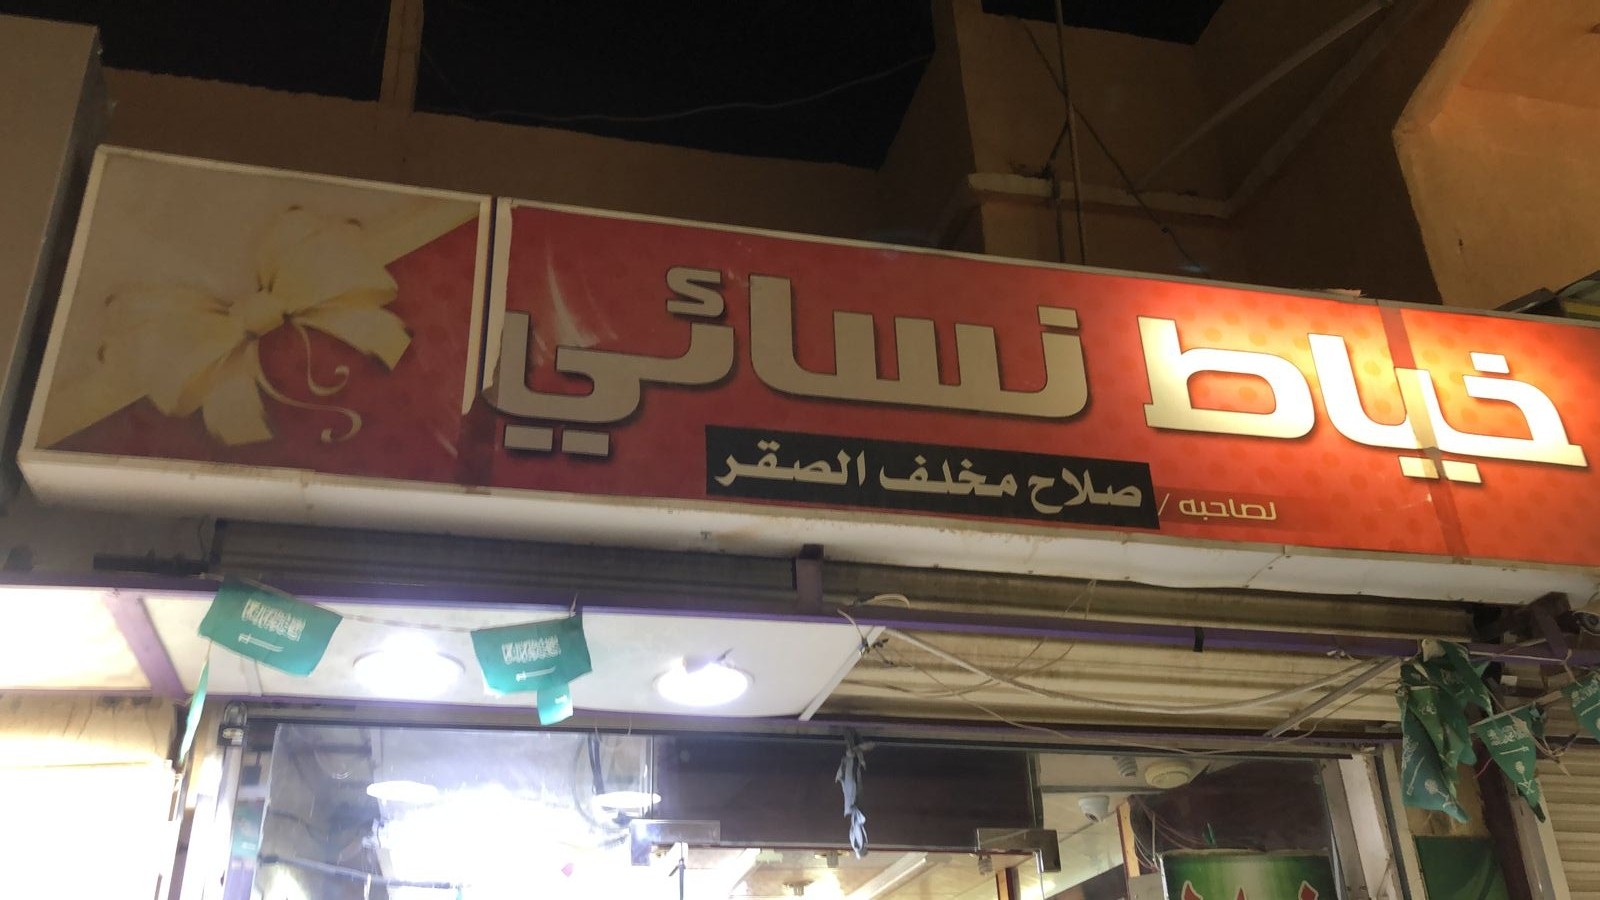 خياط نسائي
لصاحبه / صلاح مخلف الصقر